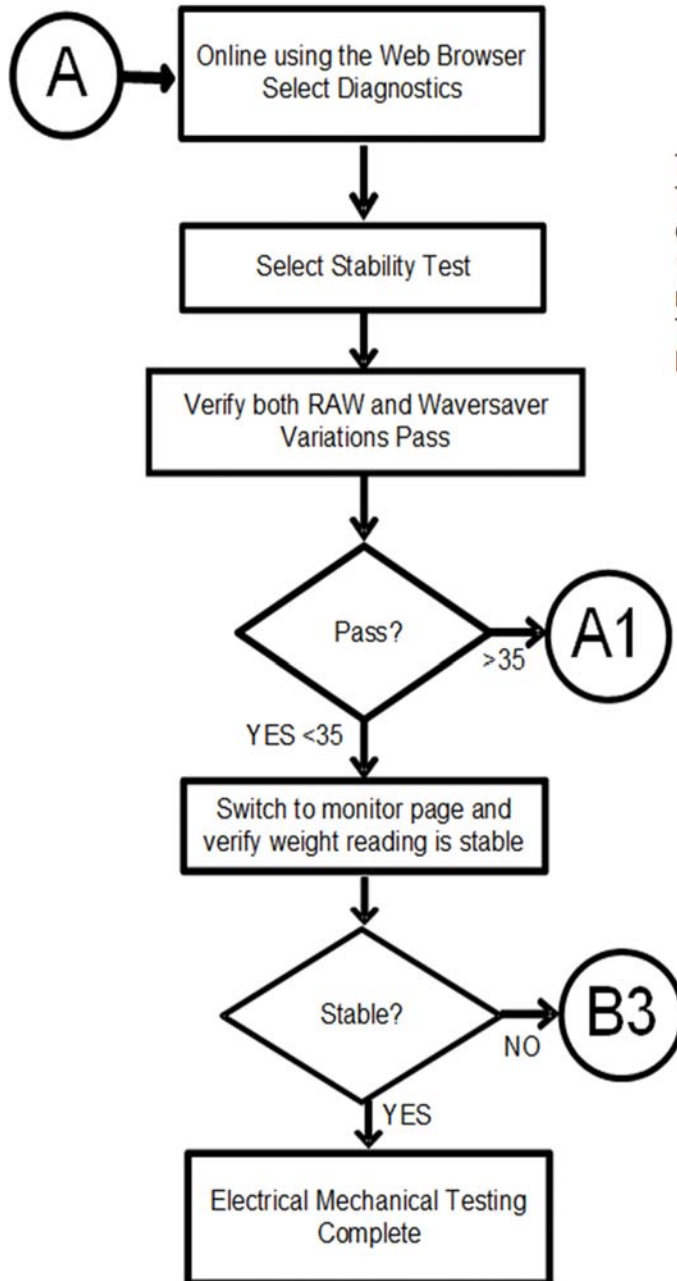 A
Online using the Web Browser
Select Diagnostics
Select Stability Test
Verify both RAW and Waversaver
Variations Pass
Pass?
>35
A1
YES <35
Switch to monitor page and
verify weight reading is stable
Stable?
NO
B3
YES
Electrical Mechanical Testing
Complete